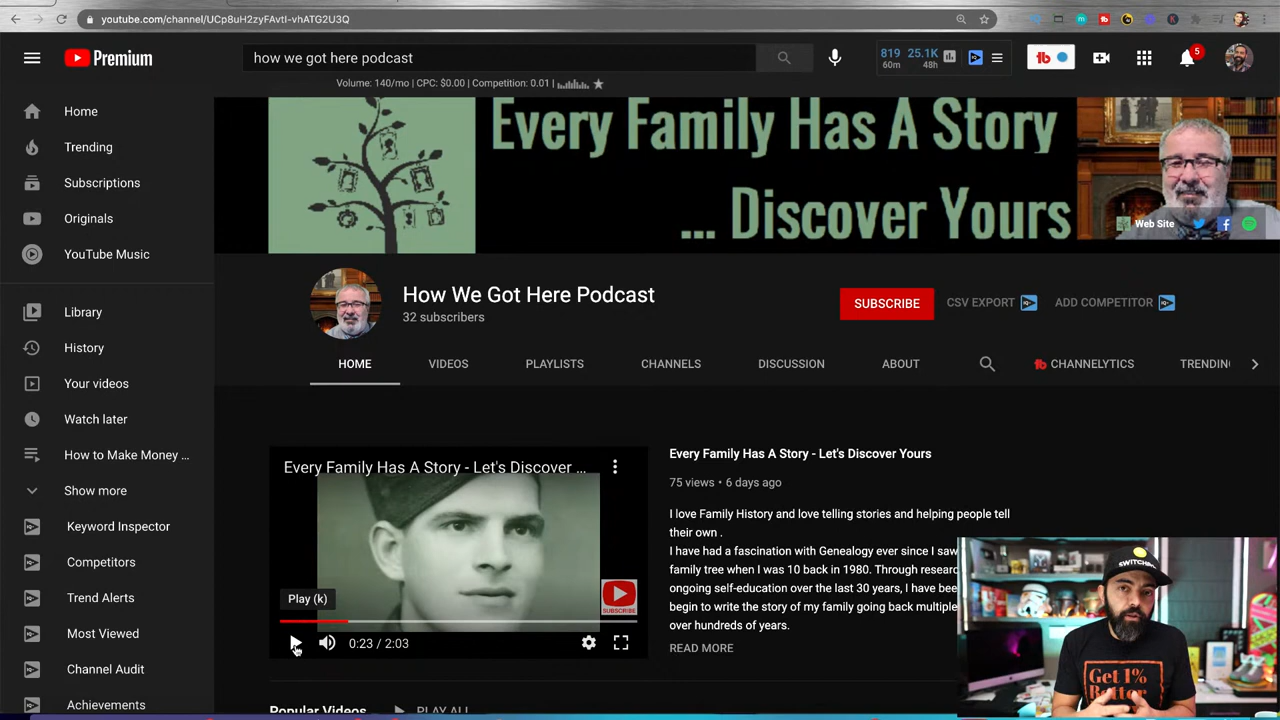 youtube.com/channel/UCp8uH2zyFAvtI-vhATG2U3Q
Premium
how we got here podcast
819 25.1K
60m 48h
tb
5
Volume: 140/mo | CPC: $0.00 | Competition: 0.01 |
Home
Trending
Subscriptions
Originals
YouTube Music
Library
History
Your videos
Watch later
How to Make Money ...
Show more
Keyword Inspector
Competitors
Trend Alerts
Most Viewed
Channel Audit
Achievements
Every Family Has A Story
... Discover Yours
Web Site
How We Got Here Podcast
32 subscribers
SUBSCRIBE
CSV EXPORT
ADD COMPETITOR
HOME
VIDEOS
PLAYLISTS
CHANNELS
DISCUSSION
ABOUT
tb CHANNELYTICS
TRENDIN
Every Family Has A Story - Let's Discover ...
Play (k)
SUBSCRIBE
0:23 / 2:03
Every Family Has A Story - Let's Discover Yours
75 views • 6 days ago
I love Family History and love telling stories and helping people tell
their own .
I have had a fascination with Genealogy ever since I saw
family tree when I was 10 back in 1980. Through resear
ongoing self-education over the last 30 years, I have bee
begin to write the story of my family going back multiple
over hundreds of years.
READ MORE
Popular Videos
PLAY ALL
SWITCH
Get 1%
Better